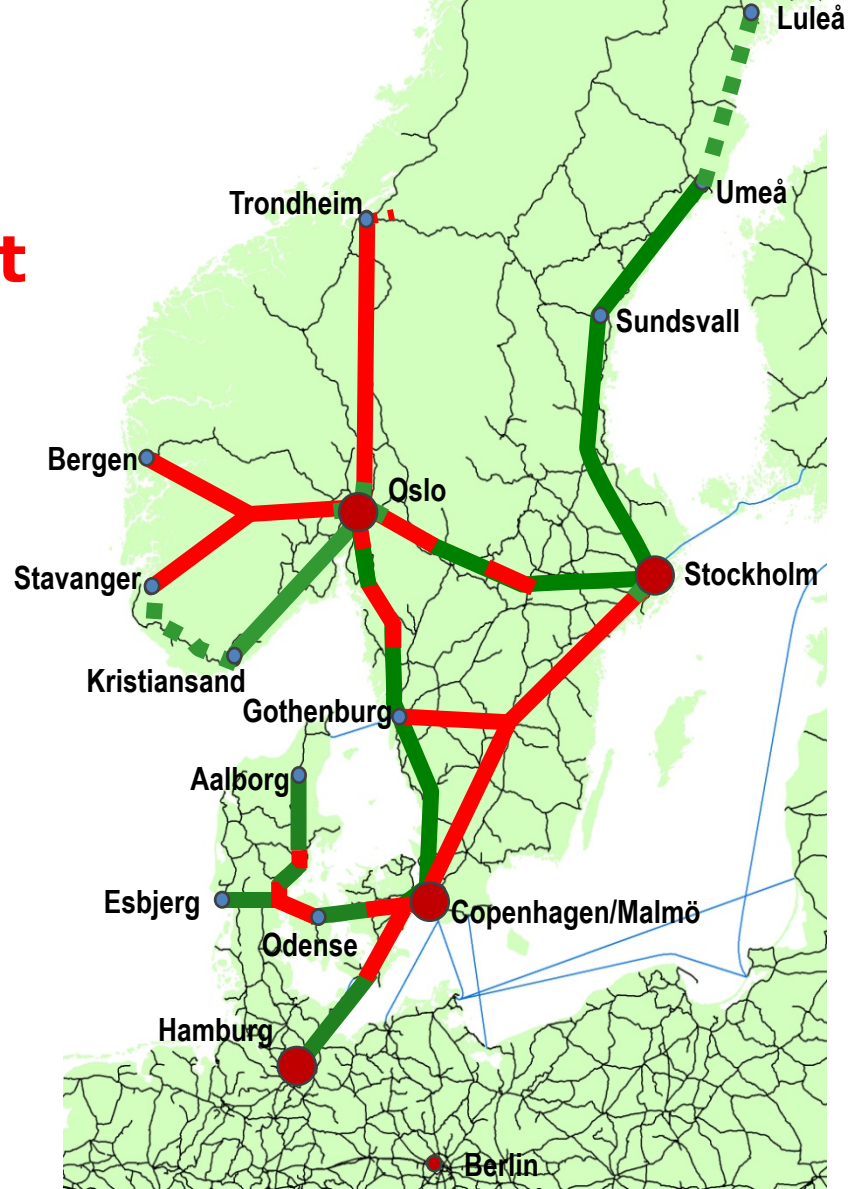 Luleå
Umeå
Trondheim
t
Sundsvall
Bergen
Oslo
Stavanger
Stockholm
Kristiansand
Gothenburg
Aalborg
Esbjerg
Copenhagen/Malmö
Odense
Hamburg
Berlin